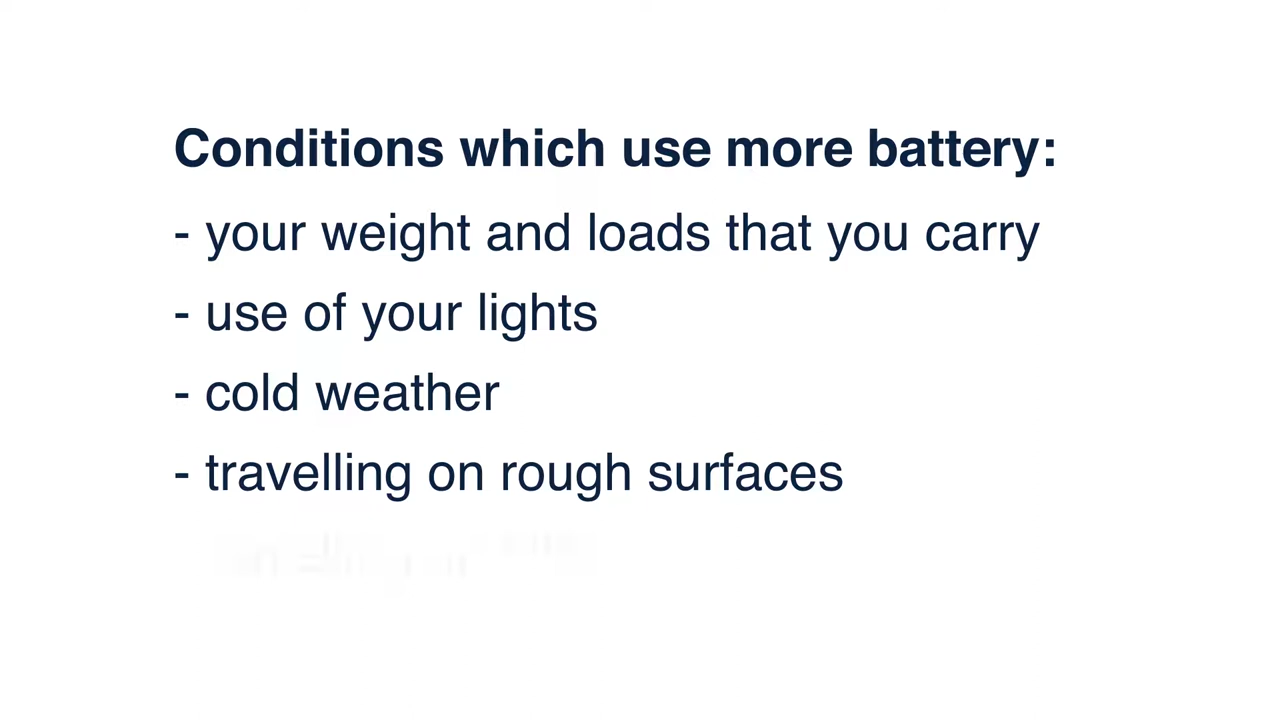 Conditions which use more battery:
- your weight and loads that you carry
- use of your lights
- cold weather
- travelling on rough surfaces